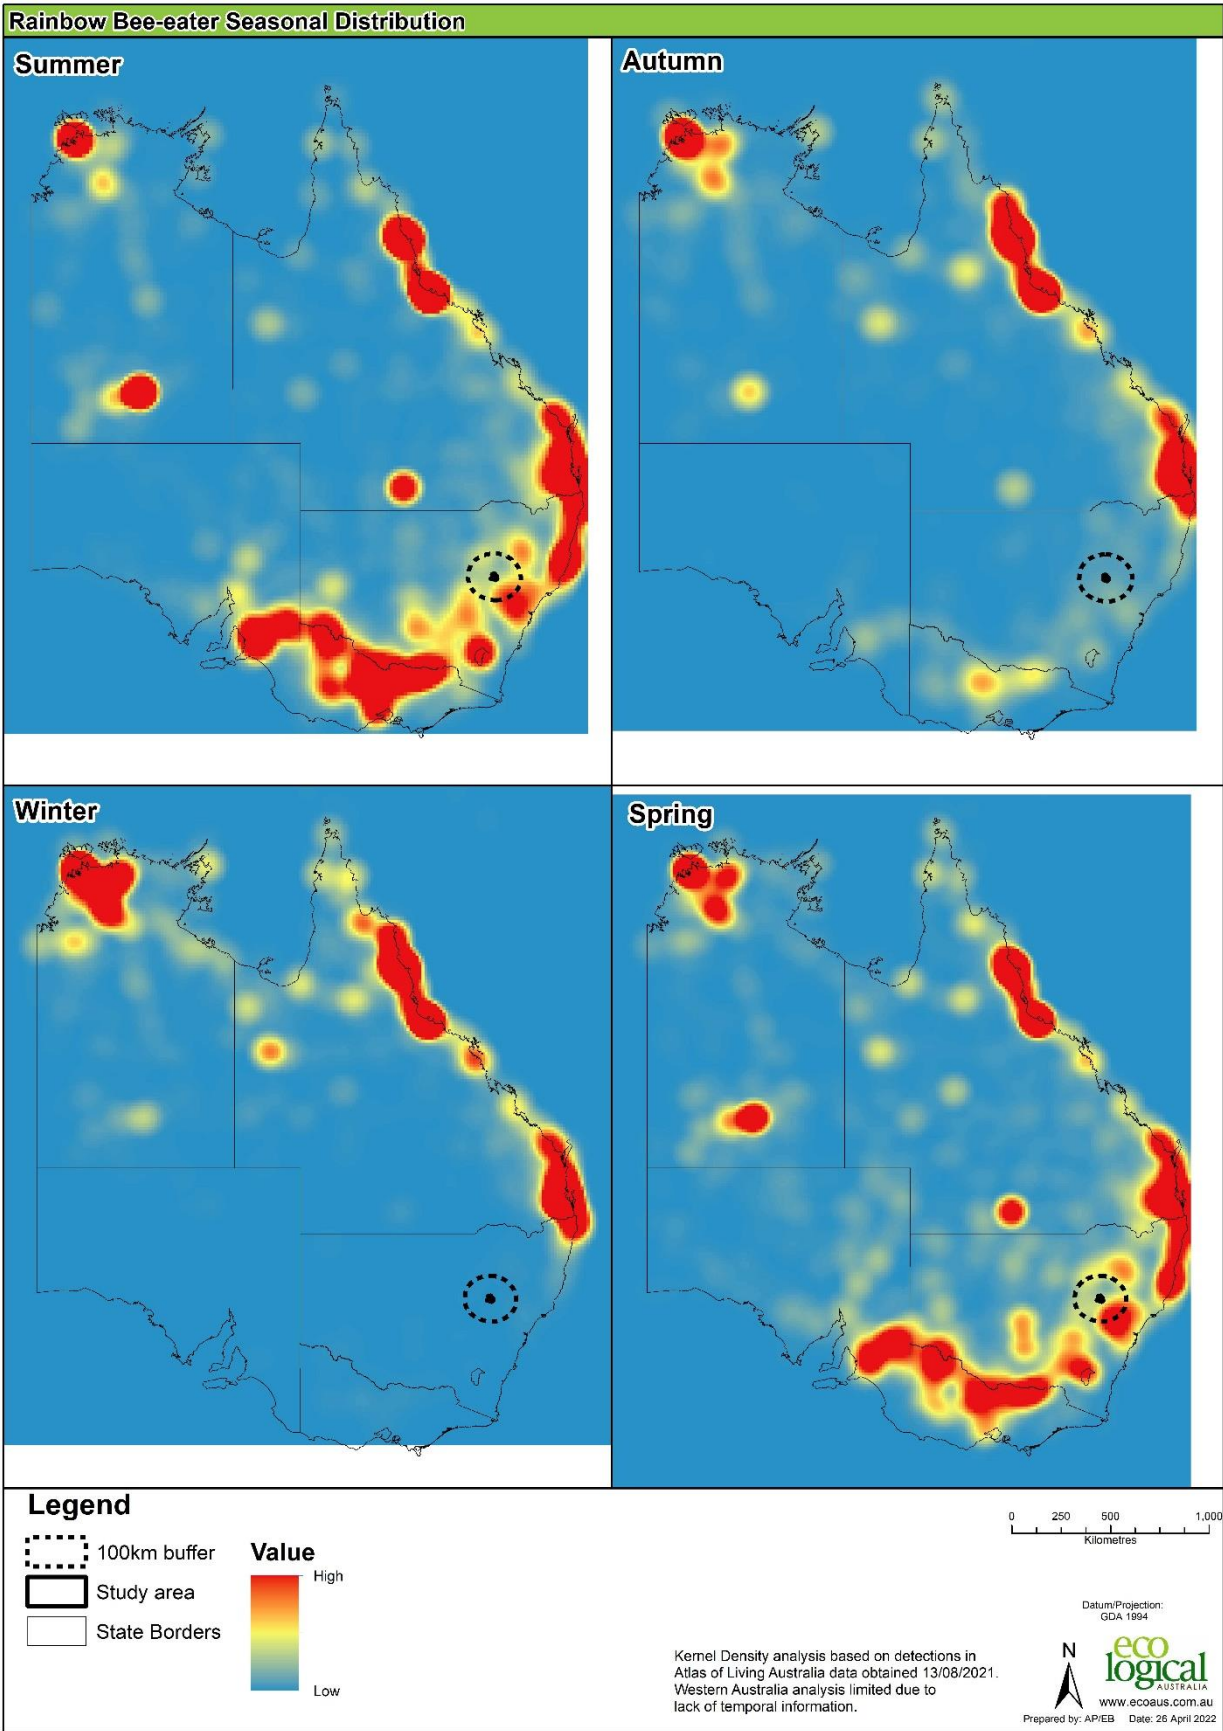 Rainbow Bee-eater Seasonal Distribution
Summer
Autumn
Winter
Spring
Legend
100km buffer
Study area
State Borders
Value
High
Low
0 250 500 1,000
Kilometres
Datum/Projection:
GDA 1994
Kernel Density analysis based on detections in
Atlas of Living Australia data obtained 13/08/2021.
Western Australia analysis limited due to
lack of temporal information.
N
eco
logical
AUSTRALIA
www.ecoaus.com.au
Prepared by: AP/EB Date: 26 April 2022